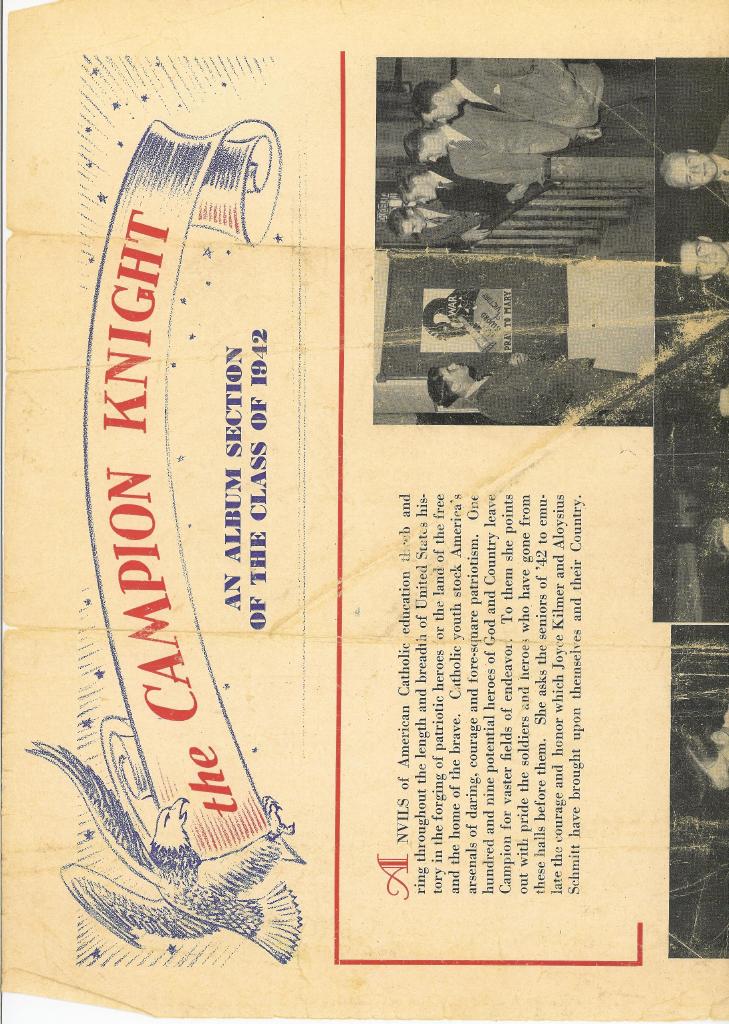 the CAMPION KNIGHT
AN ALBUM SECTION
OF THE CLASS OF 1942
ANVILS of American Catholic education throb and
ring throughout the length and breadth of United States his-
tory in the forging of patriotic heroes for the land of the free
and the home of the brave. Catholic youth stock America's
arsenals of daring, courage and fore-square patriotism. One
hundred and nine potential heroes of God and Country leave
Campion for vaster fields of endeavor. To them she points
out with pride the soldiers and heroes who have gone from
these halls before them. She asks the seniors of '42 to emu-
late the courage and honor which Joyce Kilmer and Aloysius
Schmitt have brought upon themselves and their Country.
WAR
PRAY TO MARY